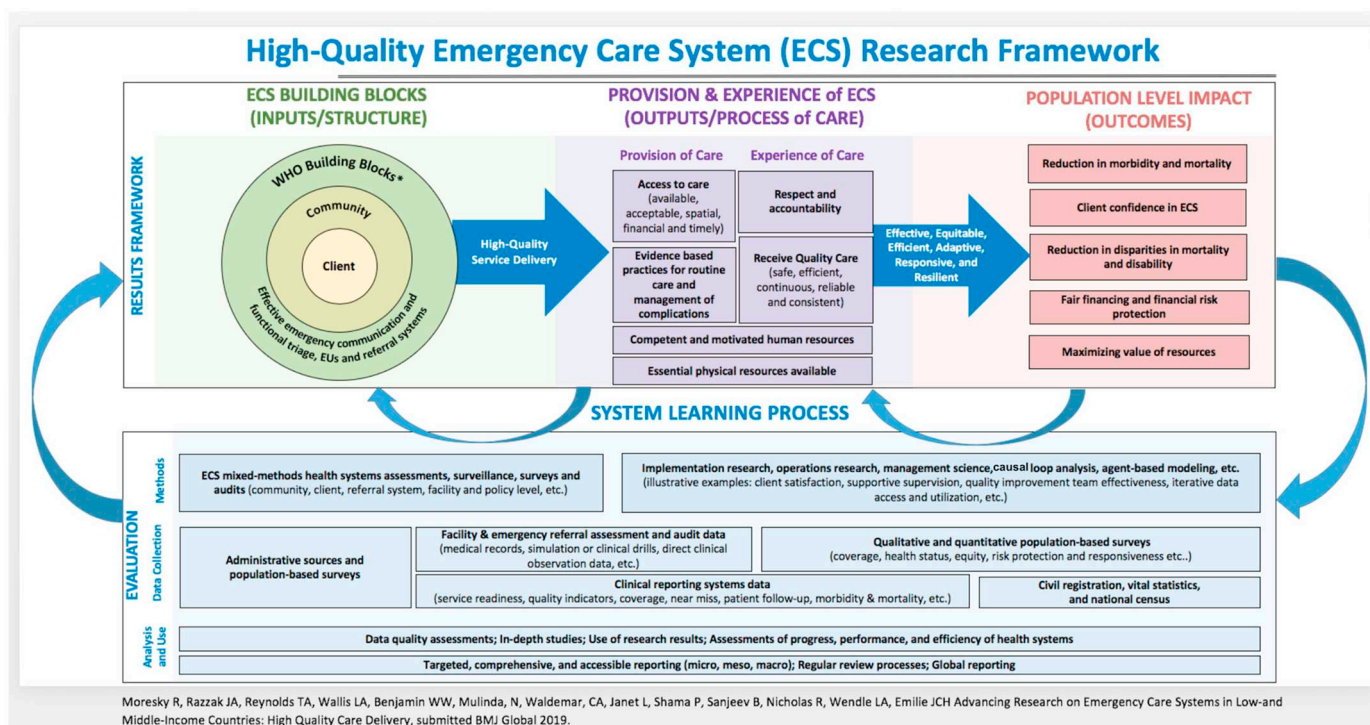 High-Quality Emergency Care System (ECS) Research Framework
ECS BUILDING BLOCKS
(INPUTS/STRUCTURE)
PROVISION & EXPERIENCE of ECS
(OUTPUTS/PROCESS of CARE)
POPULATION LEVEL IMPACT
(OUTCOMES)
RESULTS FRAMEWORK
WHO Building Blocks*
Community
Client
Effective emergency communication and
functional triage, EUs and referral systems
High-Quality
Service Delivery
Provision of Care
Access to care
(available,
acceptable, spatial,
financial and timely)
Evidence based
practices for routine
care and
management of
complications
Experience of Care
Respect and
accountability
Receive Quality Care
(safe, efficient,
continuous, reliable
and consistent)
Competent and motivated human resources
Essential physical resources available
Effective, Equitable,
Efficient, Adaptive,
Responsive, and
Resilient
Reduction in morbidity and mortality
Client confidence in ECS
Reduction in disparities in mortality
and disability
Fair financing and financial risk
protection
Maximizing value of resources
SYSTEM LEARNING PROCESS
EVALUATION
Methods
ECS mixed-methods health systems assessments, surveillance, surveys and
audits (community, client, referral system, facility and policy level, etc.)
Implementation research, operations research, management science,causal loop analysis, agent-based modeling, etc.
(illustrative examples: client satisfaction, supportive supervision, quality improvement team effectiveness, iterative data
access and utilization, etc.)
Data Collection
Administrative sources and
population-based surveys
Facility & emergency referral assessment and audit data
(medical records, simulation or clinical drills, direct clinical
observation data, etc.)
Qualitative and quantitative population-based surveys
(coverage, health status, equity, risk protection and responsiveness etc..)
Clinical reporting systems data
(service readiness, quality indicators, coverage, near miss, patient follow-up, morbidity & mortality, etc.)
Civil registration, vital statistics,
and national census
Analysis
and Use
Data quality assessments; In-depth studies; Use of research results; Assessments of progress, performance, and efficiency of health systems
Targeted, comprehensive, and accessible reporting (micro, meso, macro); Regular review processes; Global reporting
Moresky R, Razzak JA, Reynolds TA, Wallis LA, Benjamin WW, Mulinda, N, Waldemar, CA, Janet L, Shama P, Sanjeev B, Nicholas R, Wendle LA, Emilie JCH Advancing Research on Emergency Care Systems in Low-and
Middle-Income Countries: High Quality Care Delivery, submitted BMJ Global 2019.